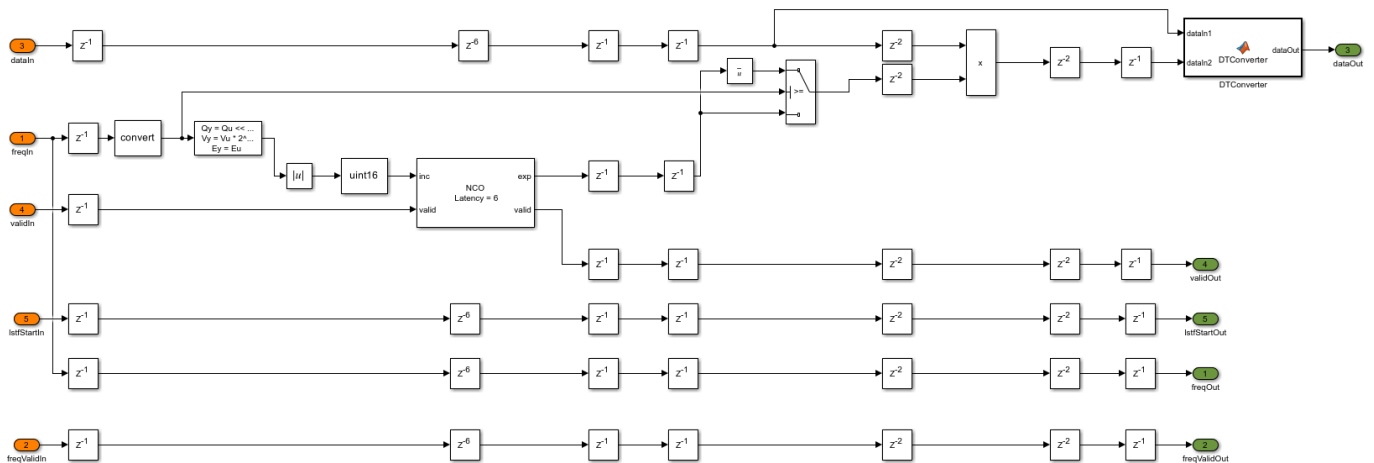 3
dataIn
z-1
z-6
z-1
z-1
z-2
z-2
x
z-2
z-1
dataIn1
dataIn2
DTConverter
dataOut
DTConverter
3
dataOut
>=
1
freqIn
z-1
convert
Qy = Qu << ...
Vy = Vu * 2^...
Ey = Eu
|u|
uint16
inc
valid
NCO
Latency = 6
exp
valid
z-1
z-1
4
validIn
z-1
z-1
z-1
z-2
z-2
z-1
4
validOut
5
lstfStartIn
z-1
z-6
z-1
z-1
z-2
z-2
z-1
5
lstfStartOut
z-1
z-6
z-1
z-1
z-2
z-2
z-1
1
freqOut
2
freqValidIn
z-1
z-6
z-1
z-1
z-2
z-2
z-1
2
freqValidOut